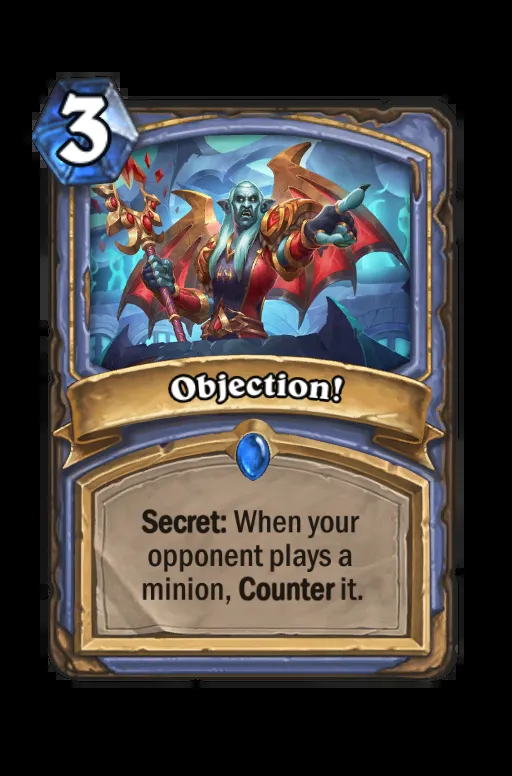 3
Objection!
Secret: When your
opponent plays a
minion, Counter it.